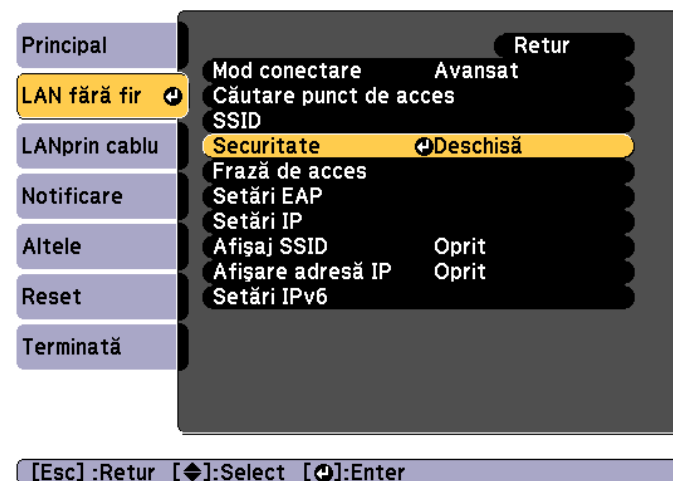 Principal
LAN fără fir
LANprin cablu
Notificare
Altele
Reset
Terminată
Retur
Mod conectare Avansat
Căutare punct de acces
SSID
Securitate Deschisă
Frază de acces
Setări EAP
Setări IP
Afişaj SSID Oprit
Afişare adresă IP Oprit
Setări IPv6
[Esc] :Retur [◆]:Select [⏎]:Enter